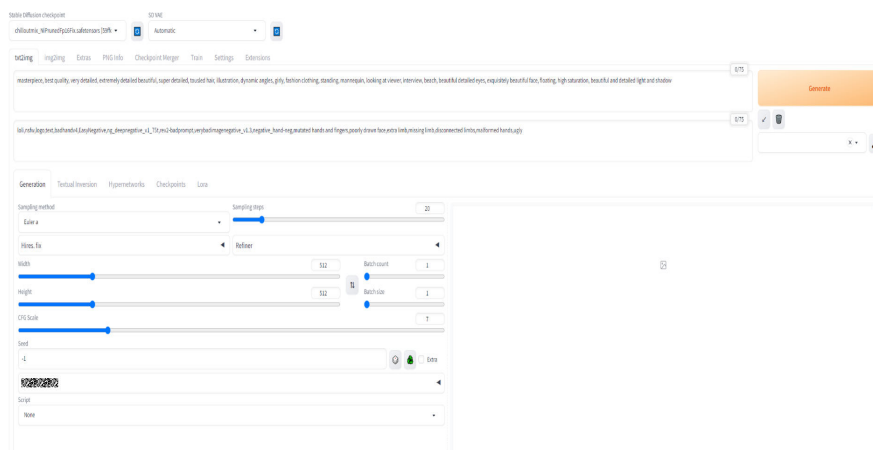 Stable Diffusion checkpoint SD VAE
chilloutmix_NiPrunedFp16Fix.safetensors [59ffe Automatic
txt2img img2img Extras PNG Info Checkpoint Merger Train Settings Extensions
0/75
masterpiece, best quality, very detailed, extremely detailed beautiful, super detailed, tousled hair, illustration, dynamic angles, girly, fashion clothing, standing, mannequin, looking at viewer, interview, beach, beautiful detailed eyes, exquisitely beautiful face, floating, high saturation, beautiful and detailed light and shadow
Generate
0/75
loli,nsfw,logo,text,badhandv4,EasyNegative,ng_deepnegative_v1_75t,rev2-badprompt,verybadimagenegative_v1.3,negative_hand-neg,mutated hands and fingers,poorly drawn face,extra limb,missing limb,disconnected limbs,malformed hands,ugly
X
Generation Textual Inversion Hypernetworks Checkpoints Lora
Sampling method Sampling steps 20
Euler a
Hires. fix Refiner
Width 512 Batch count 1
Height 512 Batch size 1
CFG Scale 7
Seed
-1 Extra
Script
None